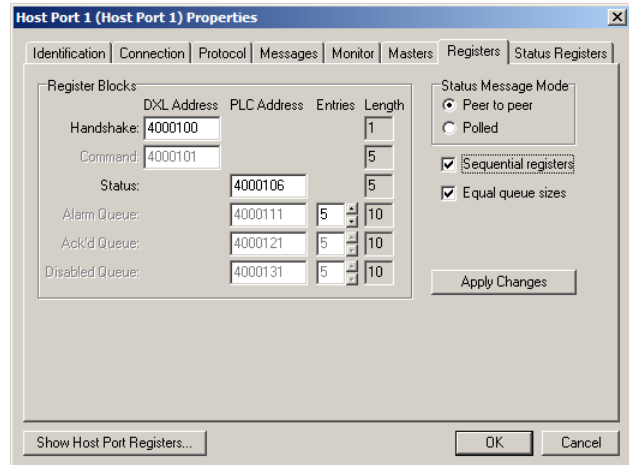 Host Port 1 (Host Port 1) Properties
Identification Connection Protocol Messages Monitor Masters Registers Status Registers
Register Blocks
DXL Address PLC Address Entries Length
Handshake: 4000100 1
Command: 4000101 5
Status: 4000106 5
Alarm Queue: 4000111 5 10
Ack'd Queue: 4000121 5 10
Disabled Queue: 4000131 5 10
Status Message Mode
Peer to peer
Polled
Sequential registers
Equal queue sizes
Apply Changes
Show Host Port Registers... OK Cancel